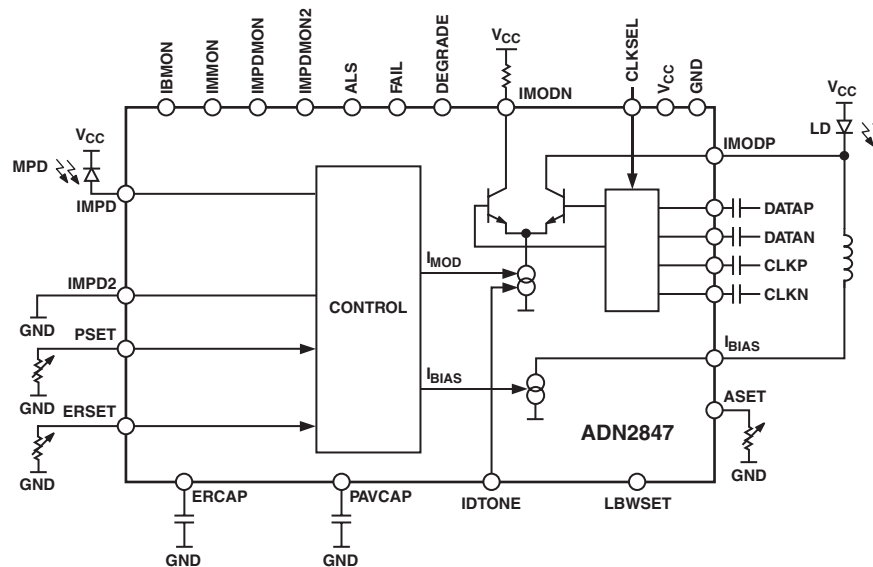 IBMON
IMMON
IMPDMON
IMPDMON2
ALS
FAIL
DEGRADE
VCC
IMODN
CLKSEL
VCC
GND
VCC
LD
IMODP
VCC
MPD
IMPD
DATAP
DATAN
CLKP
CLKN
IMPD2
GND
CONTROL
IMOD
PSET
GND
IBIAS
IBIAS
ERSET
GND
ASET
GND
ADN2847
ERCAP
GND
PAVCAP
GND
IDTONE
LBWSET